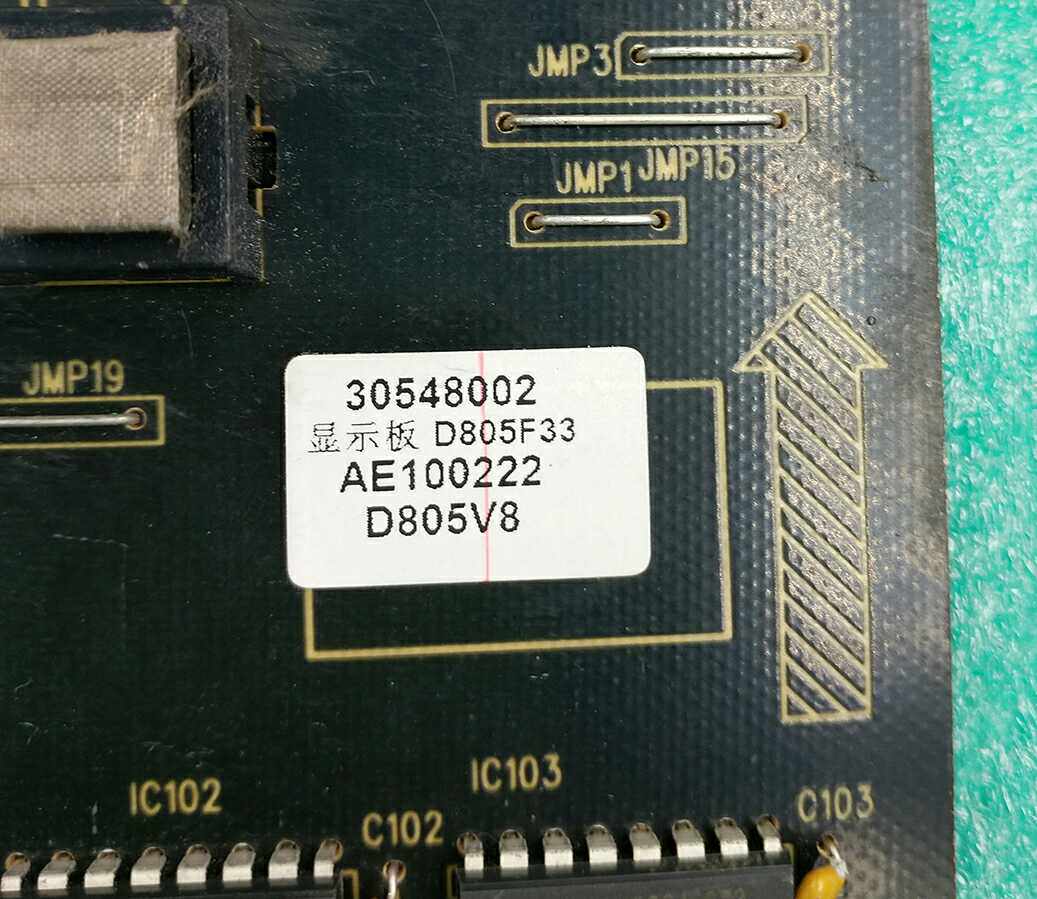 JMP3
JMP15
JMP1
JMP19
30548002
显示板 D805F33
AE100222
D805V8
IC103
IC102
C103
C102